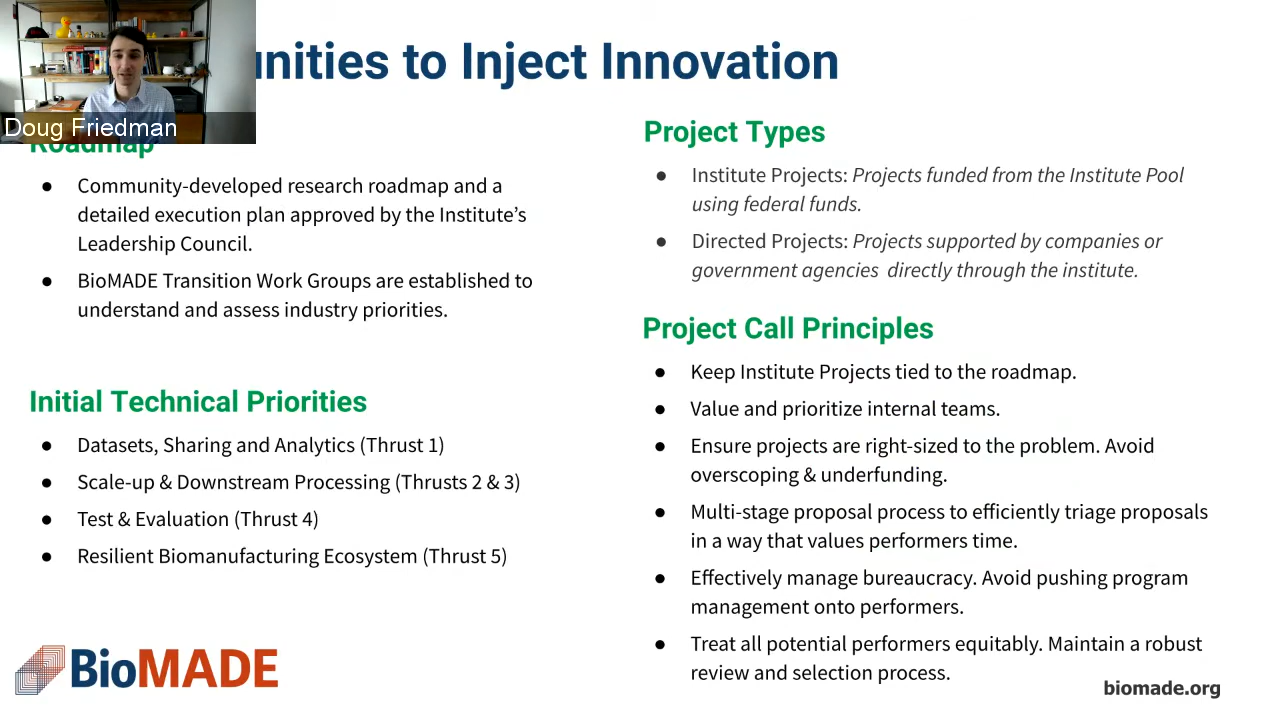 unities to Inject Innovation
Doug Friedman
Roadmap
● Community-developed research roadmap and a
detailed execution plan approved by the Institute’s
Leadership Council.
● BioMADE Transition Work Groups are established to
understand and assess industry priorities.
Initial Technical Priorities
● Datasets, Sharing and Analytics (Thrust 1)
● Scale-up & Downstream Processing (Thrusts 2 & 3)
● Test & Evaluation (Thrust 4)
● Resilient Biomanufacturing Ecosystem (Thrust 5)
BioMADE
Project Types
● Institute Projects: Projects funded from the Institute Pool
using federal funds.
● Directed Projects: Projects supported by companies or
government agencies directly through the institute.
Project Call Principles
● Keep Institute Projects tied to the roadmap.
● Value and prioritize internal teams.
● Ensure projects are right-sized to the problem. Avoid
overscoping & underfunding.
● Multi-stage proposal process to efficiently triage proposals
in a way that values performers time.
● Effectively manage bureaucracy. Avoid pushing program
management onto performers.
● Treat all potential performers equitably. Maintain a robust
review and selection process.
biomade.org